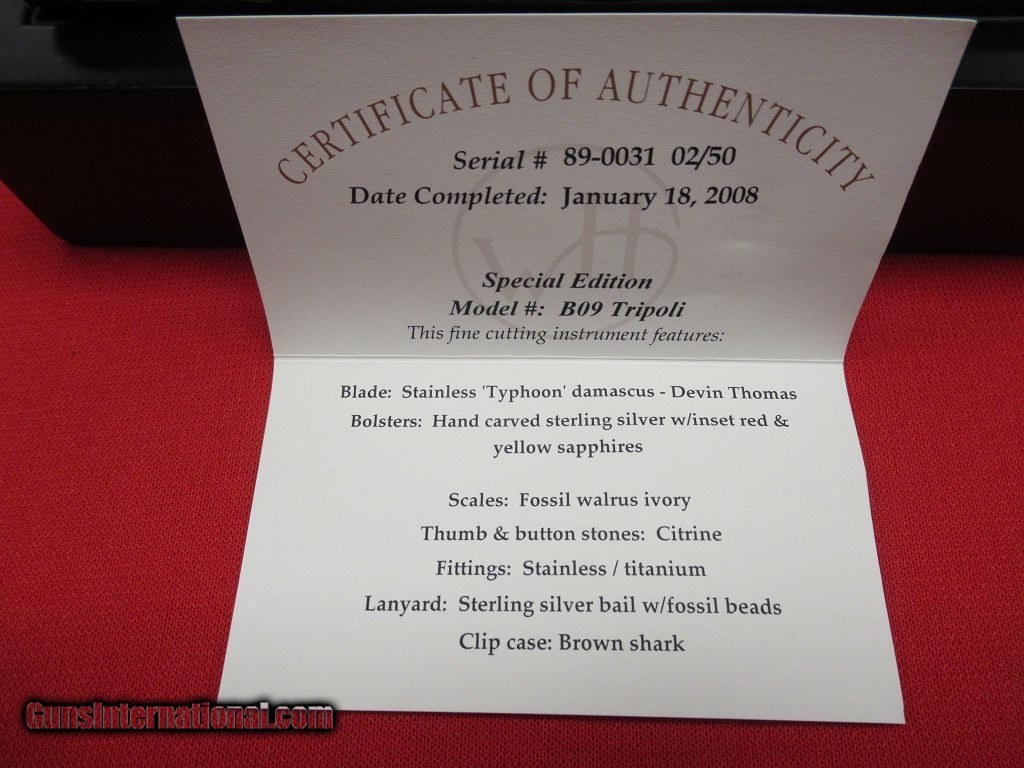 CERTIFICATE OF AUTHENTICITY
Serial # 89-0031 02/50
Date Completed: January 18, 2008
WH
Special Edition
Model #: B09 Tripoli
This fine cutting instrument features:
Blade: Stainless 'Typhoon' damascus - Devin Thomas
Bolsters: Hand carved sterling silver w/inset red &
yellow sapphires
Scales: Fossil walrus ivory
Thumb & button stones: Citrine
Fittings: Stainless / titanium
Lanyard: Sterling silver bail w/fossil beads
Clip case: Brown shark
GunsInternational.com